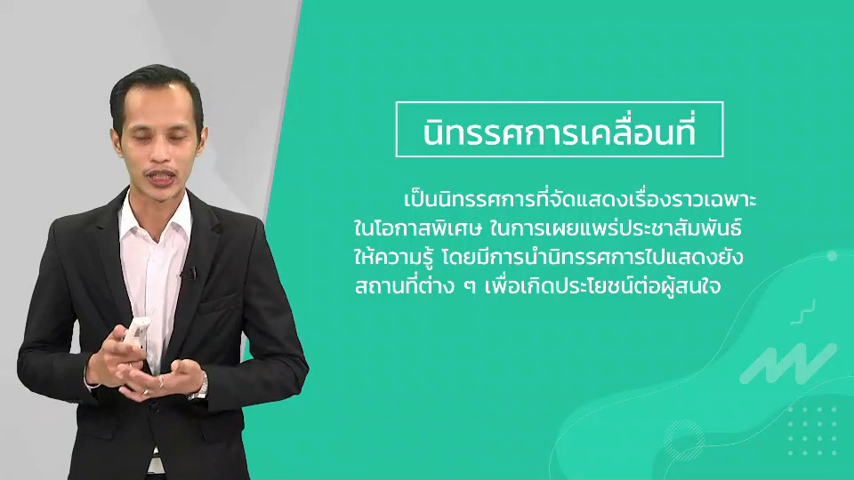 นิทรรศการเคลื่อนที่
เป็นนิทรรศการที่จัดแสดงเรื่องราวเฉพาะ
ในโอกาสพิเศษ ในการเผยแพร่ประชาสัมพันธ์
ให้ความรู้ โดยมีการนำนิทรรศการไปแสดงยัง
สถานที่ต่าง ๆ เพื่อเกิดประโยชน์ต่อผู้สนใจ